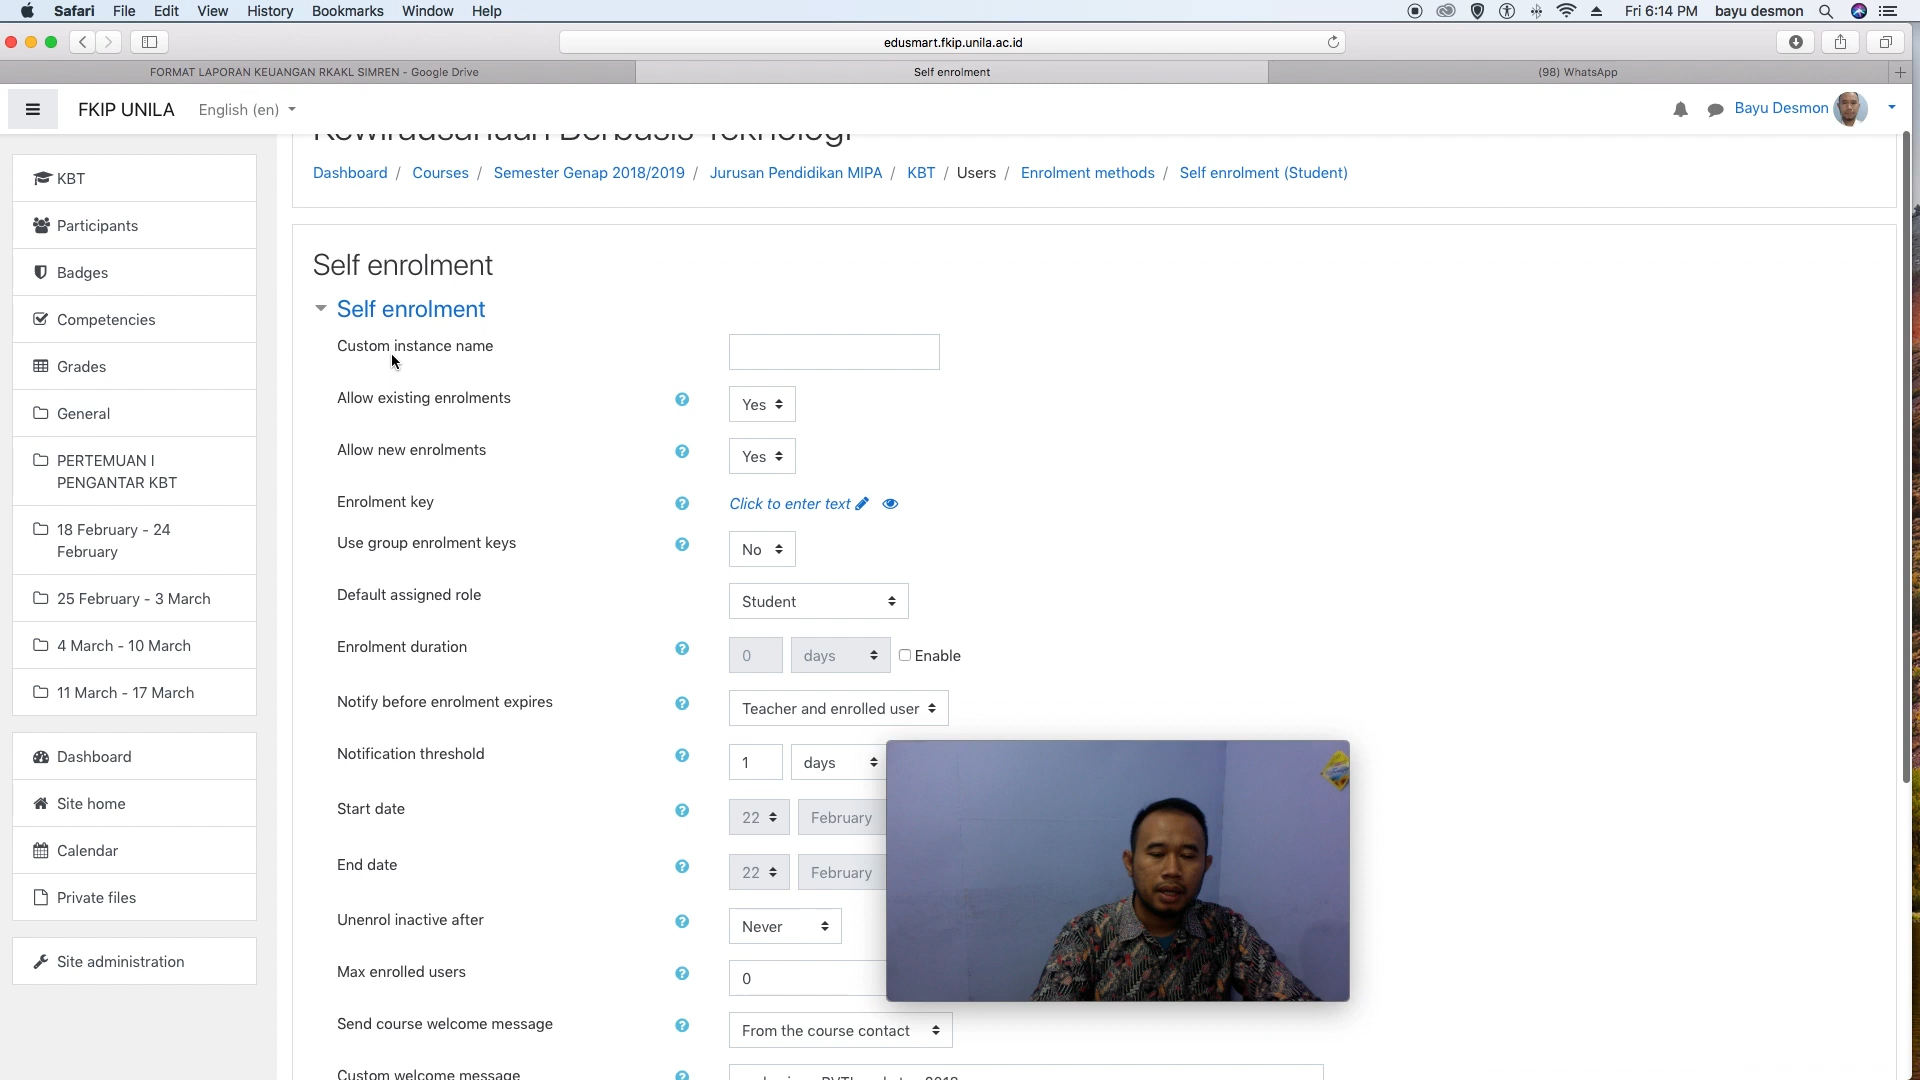 Safari File Edit View History Bookmarks Window Help Fri 6:14 PM bayu desmon
edusmart.fkip.unila.ac.id
FORMAT LAPORAN KEUANGAN RKAKL SIMREN - Google Drive
Self enrolment
(98) WhatsApp
FKIP UNILA English (en)
Bayu Desmon
Kewirausahaan Berbasis Teknologi
Dashboard / Courses / Semester Genap 2018/2019 / Jurusan Pendidikan MIPA / KBT / Users / Enrolment methods / Self enrolment (Student)
KBT
Participants
Badges
Competencies
Grades
General
PERTEMUAN I
PENGANTAR KBT
18 February - 24
February
25 February - 3 March
4 March - 10 March
11 March - 17 March
Dashboard
Site home
Calendar
Private files
Site administration
Self enrolment
Self enrolment
Custom instance name
Allow existing enrolments ? Yes
Allow new enrolments ? Yes
Enrolment key ? Click to enter text
Use group enrolment keys ? No
Default assigned role Student
Enrolment duration ? 0 days Enable
Notify before enrolment expires ? Teacher and enrolled user
Notification threshold ? 1 days
Start date ? 22 February
End date ? 22 February
Unenrol inactive after ? Never
Max enrolled users ? 0
Send course welcome message ? From the course contact
Custom welcome message ?